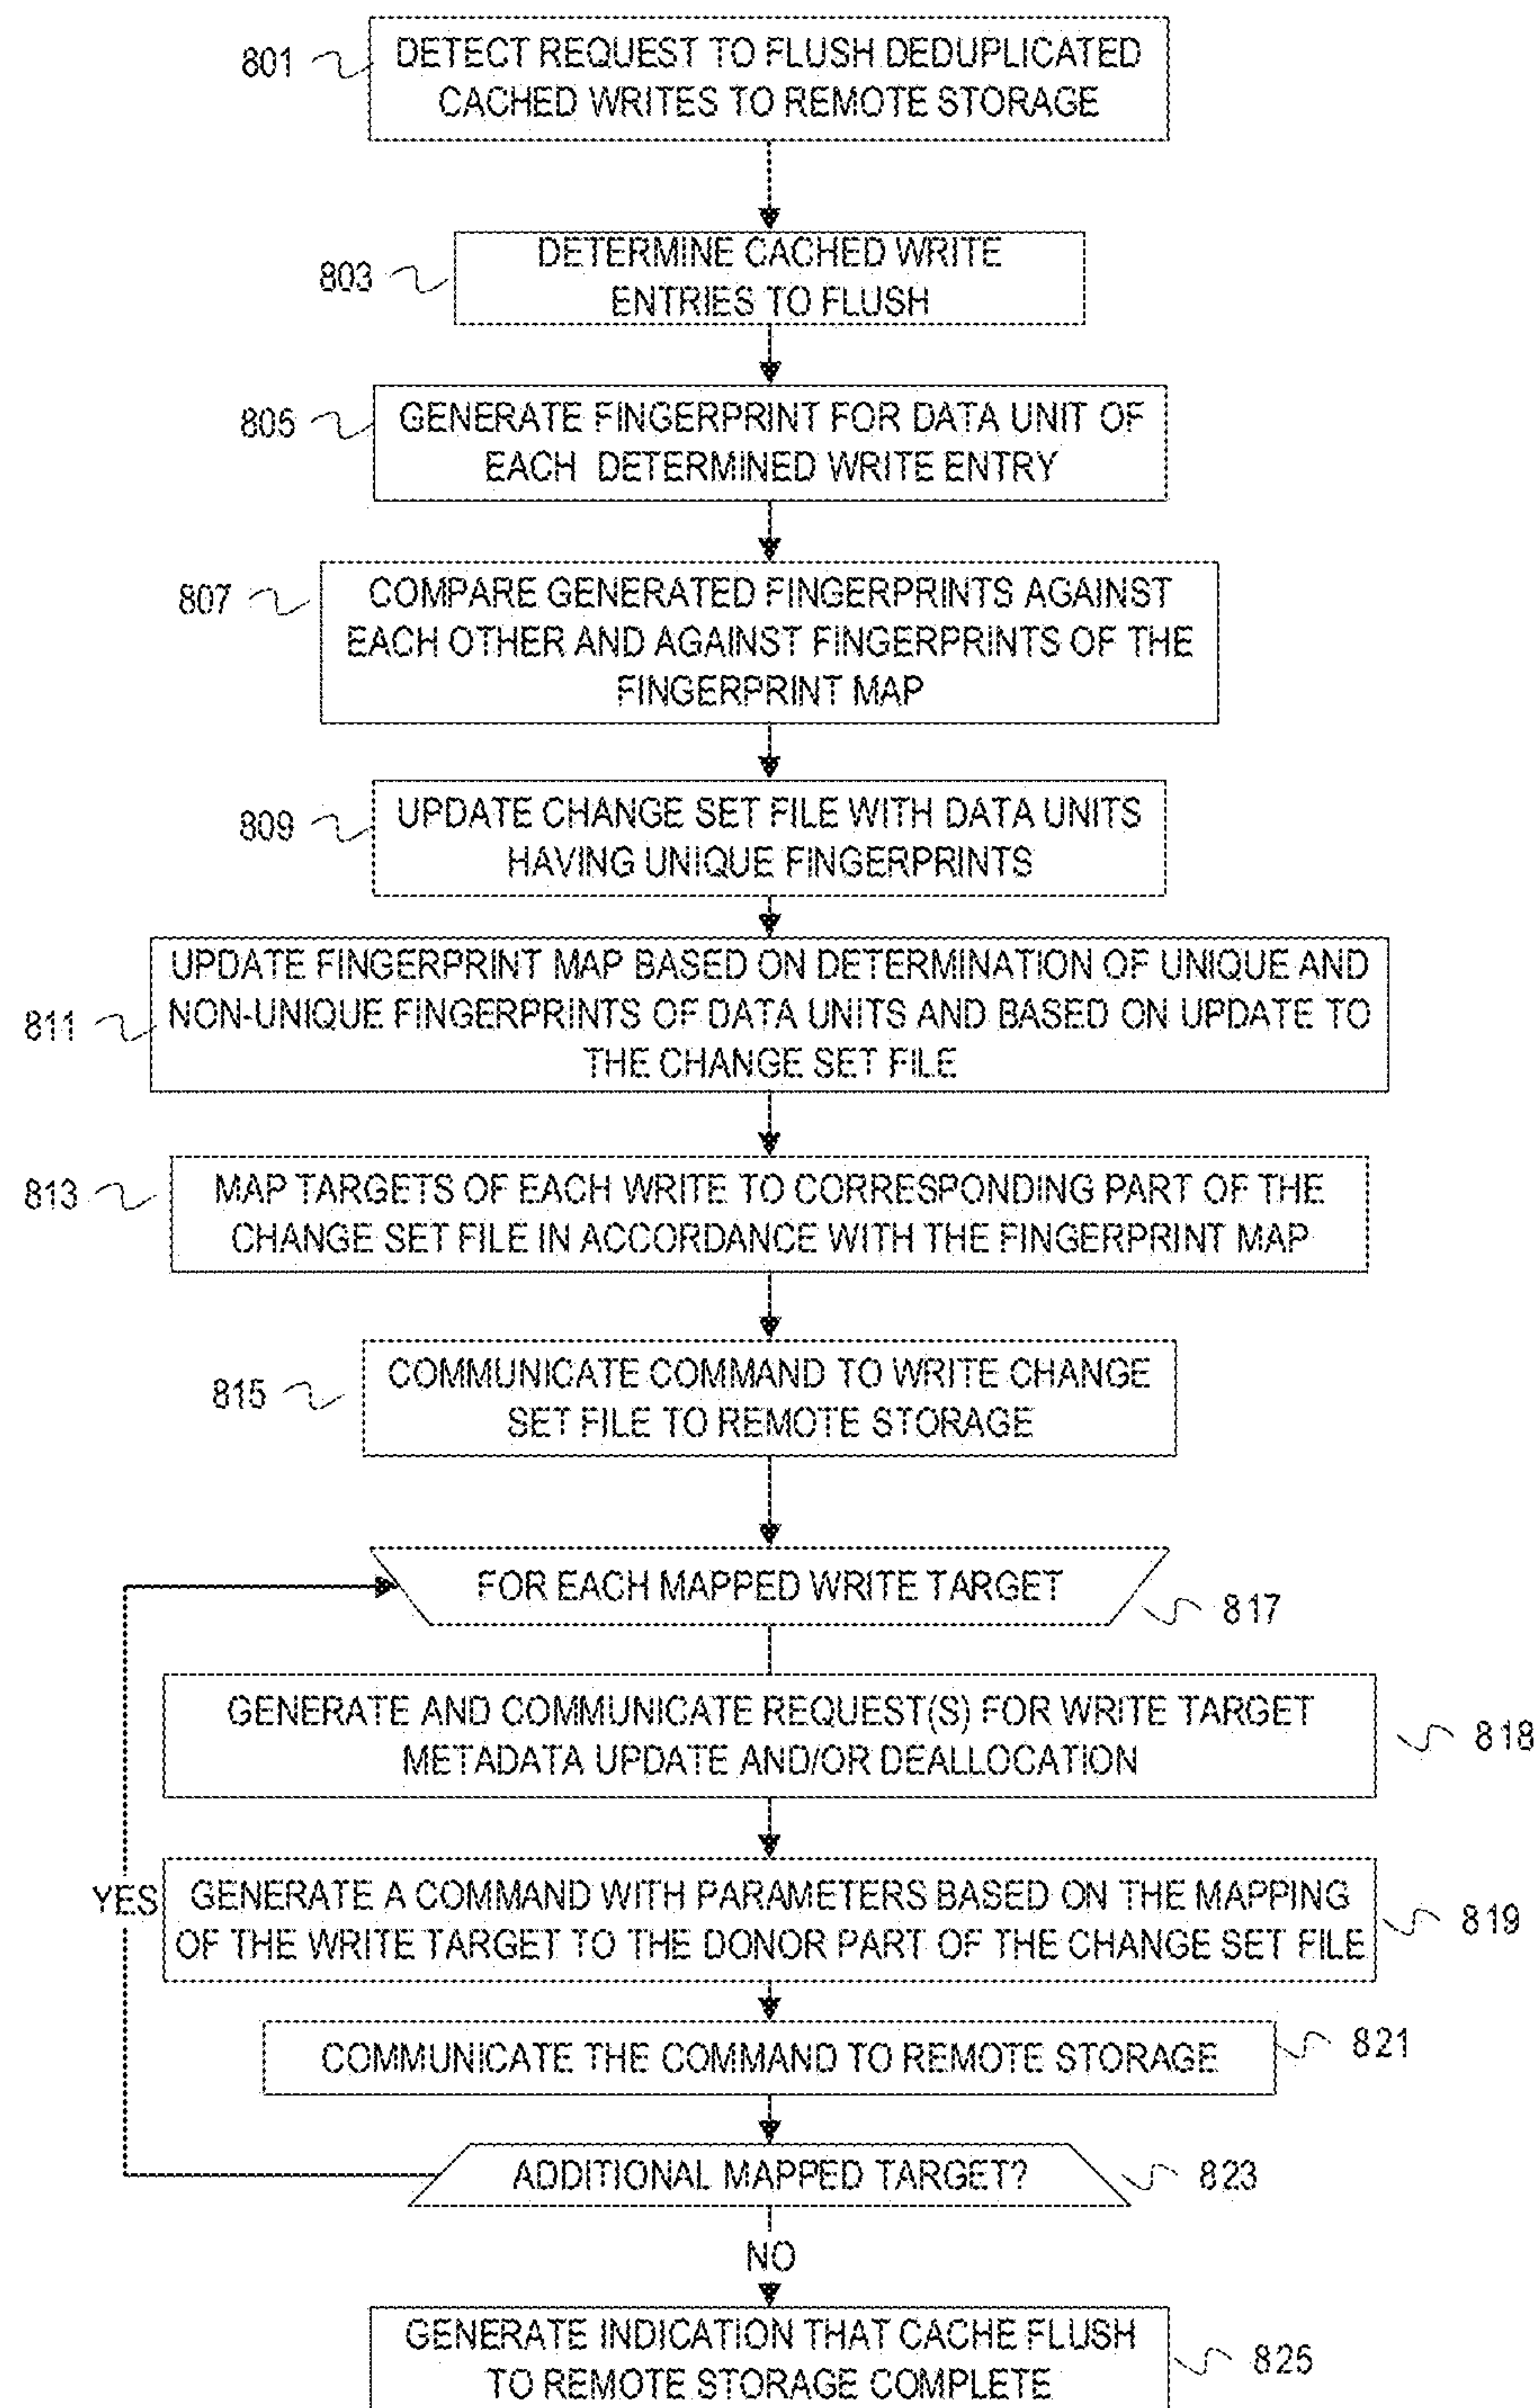 801
DETECT REQUEST TO FLUSH DEDUPLICATED
CACHED WRITES TO REMOTE STORAGE
803
DETERMINE CACHED WRITE
ENTRIES TO FLUSH
805
GENERATE FINGERPRINT FOR DATA UNIT OF
EACH DETERMINED WRITE ENTRY
807
COMPARE GENERATED FINGERPRINTS AGAINST
EACH OTHER AND AGAINST FINGERPRINTS OF THE
FINGERPRINT MAP
809
UPDATE CHANGE SET FILE WITH DATA UNITS
HAVING UNIQUE FINGERPRINTS
811
UPDATE FINGERPRINT MAP BASED ON DETERMINATION OF UNIQUE AND
NON-UNIQUE FINGERPRINTS OF DATA UNITS AND BASED ON UPDATE TO
THE CHANGE SET FILE
813
MAP TARGETS OF EACH WRITE TO CORRESPONDING PART OF THE
CHANGE SET FILE IN ACCORDANCE WITH THE FINGERPRINT MAP
815
COMMUNICATE COMMAND TO WRITE CHANGE
SET FILE TO REMOTE STORAGE
FOR EACH MAPPED WRITE TARGET
817
GENERATE AND COMMUNICATE REQUEST(S) FOR WRITE TARGET
METADATA UPDATE AND/OR DEALLOCATION
818
YES
GENERATE A COMMAND WITH PARAMETERS BASED ON THE MAPPING
OF THE WRITE TARGET TO THE DONOR PART OF THE CHANGE SET FILE
819
COMMUNICATE THE COMMAND TO REMOTE STORAGE
821
ADDITIONAL MAPPED TARGET?
823
NO
GENERATE INDICATION THAT CACHE FLUSH
TO REMOTE STORAGE COMPLETE
825